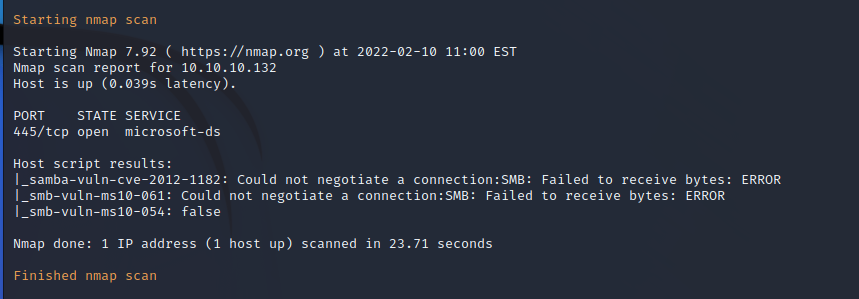 Starting nmap scan
Starting Nmap 7.92 ( https://nmap.org ) at 2022-02-10 11:00 EST
Nmap scan report for 10.10.10.132
Host is up (0.039s latency).
PORT    STATE SERVICE
445/tcp open  microsoft-ds
Host script results:
|_samba-vuln-cve-2012-1182: Could not negotiate a connection:SMB: Failed to receive bytes: ERROR
|_smb-vuln-ms10-061: Could not negotiate a connection:SMB: Failed to receive bytes: ERROR
|_smb-vuln-ms10-054: false
Nmap done: 1 IP address (1 host up) scanned in 23.71 seconds
Finished nmap scan